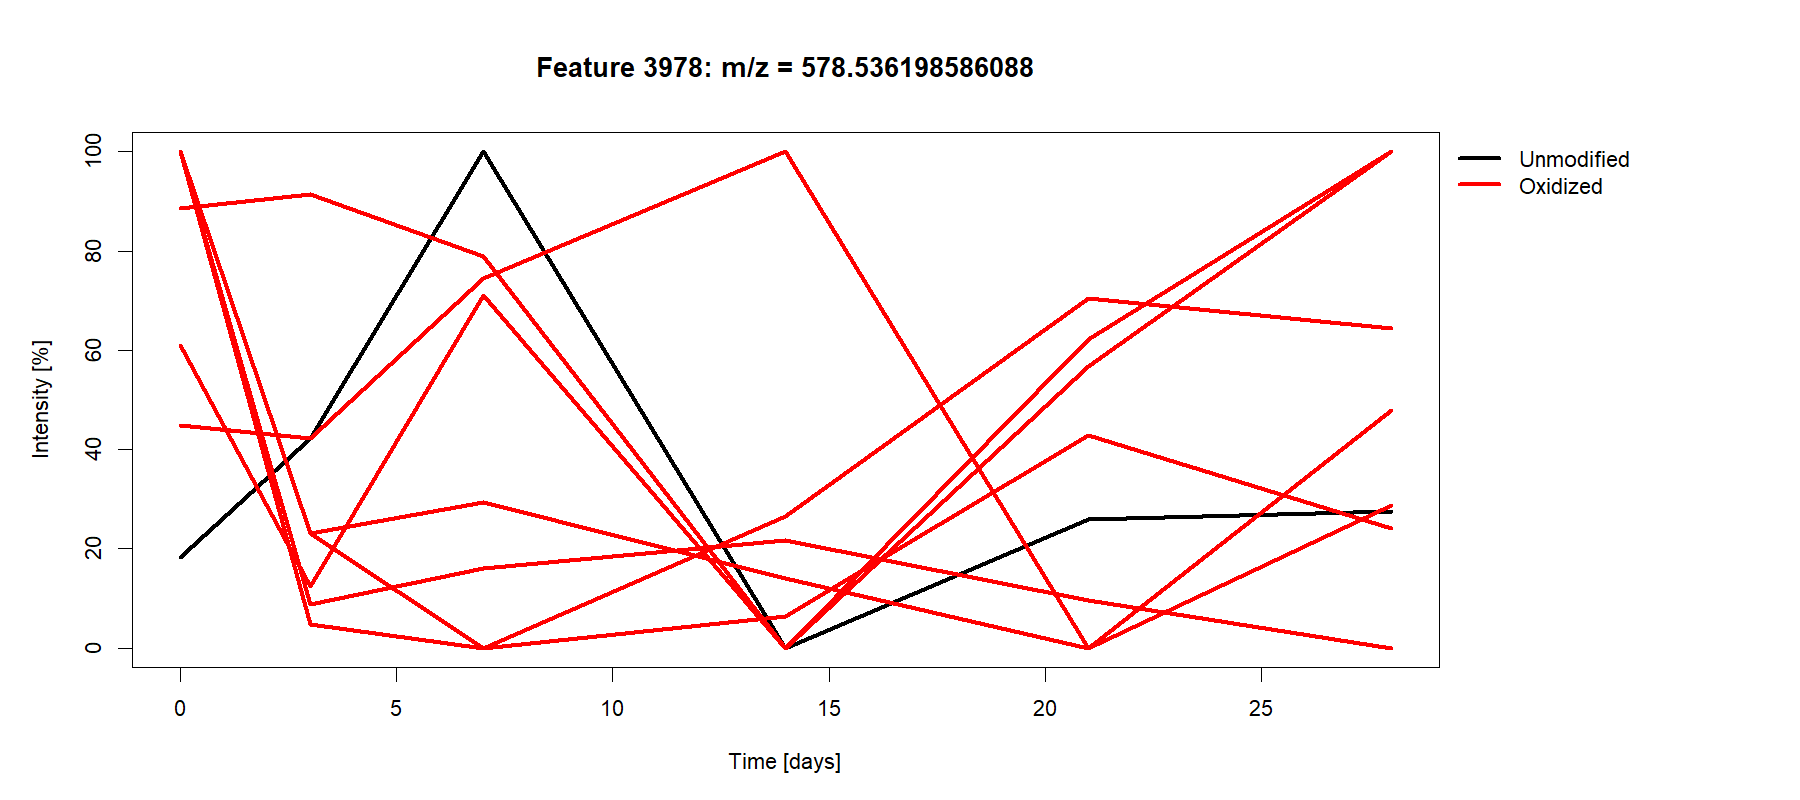 Feature 3978: m/z = 578.536198586088
Unmodified
Oxidized
Intensity [%]
100
80
60
40
20
0
0 5 10 15 20 25
Time [days]